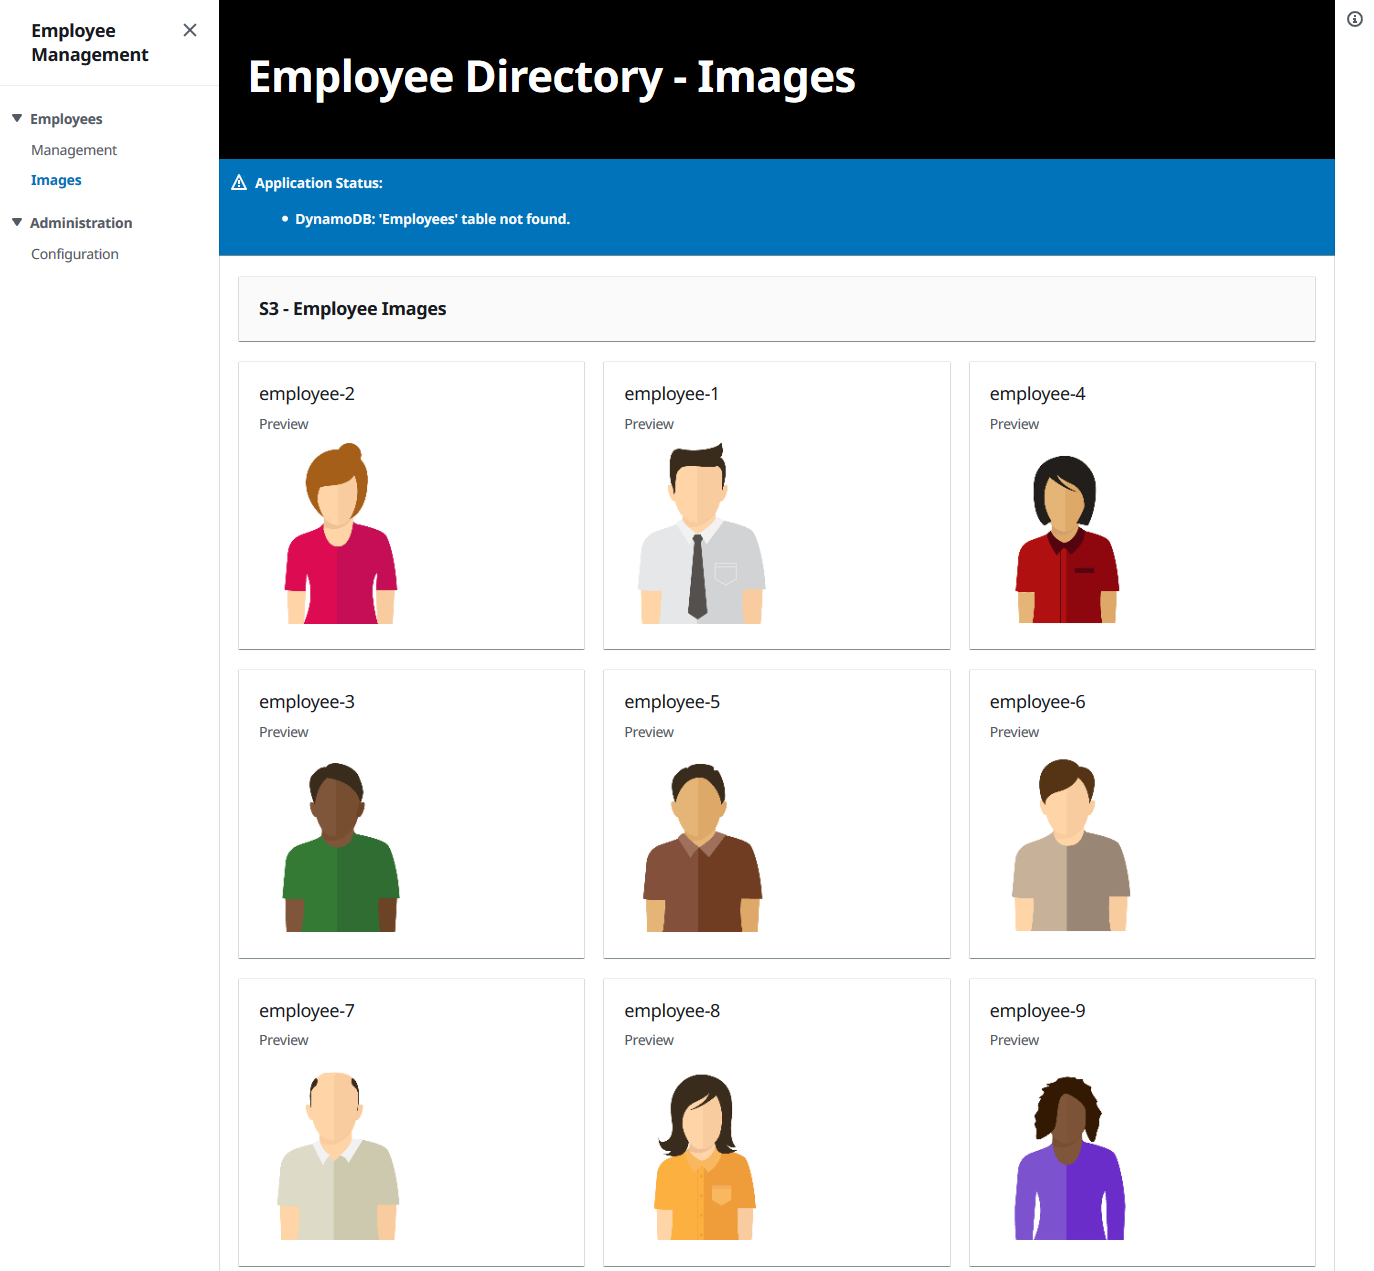 Employee
Management
Employees
Management
Images
Administration
Configuration
Employee Directory - Images
Application Status:
• DynamoDB: 'Employees' table not found.
S3 - Employee Images
employee-2
Preview
employee-1
Preview
employee-4
Preview
employee-3
Preview
employee-5
Preview
employee-6
Preview
employee-7
Preview
employee-8
Preview
employee-9
Preview